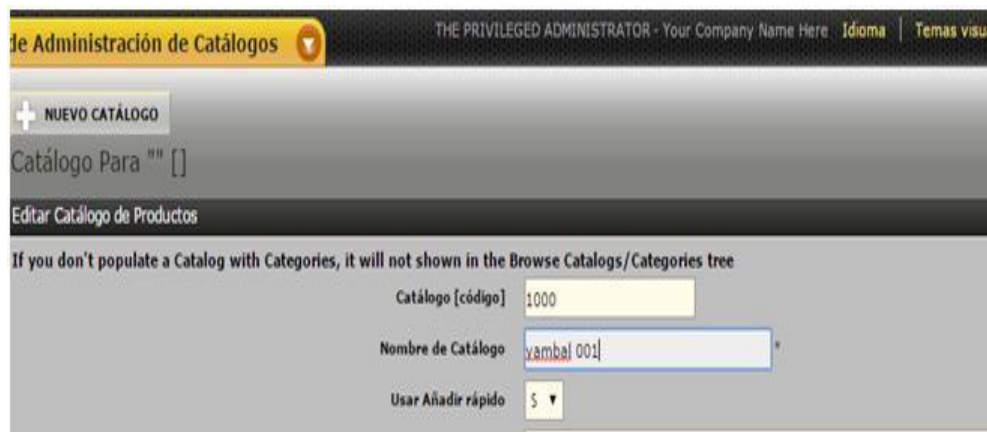 de Administración de Catálogos
THE PRIVILEGED ADMINISTRATOR - Your Company Name Here Idioma | Temas visu
NUEVO CATÁLOGO
Catálogo Para "" []
Editar Catálogo de Productos
If you don't populate a Catalog with Categories, it will not shown in the Browse Catalogs/Categories tree
Catálogo [código] 1000
Nombre de Catálogo yambal 001 *
Usar Añadir rápido S